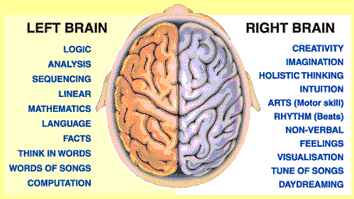 LEFT BRAIN
LOGIC
ANALYSIS
SEQUENCING
LINEAR
MATHEMATICS
LANGUAGE
FACTS
THINK IN WORDS
WORDS OF SONGS
COMPUTATION
RIGHT BRAIN
CREATIVITY
IMAGINATION
HOLISTIC THINKING
INTUITION
ARTS (Motor skill)
RHYTHM (Beats)
NON-VERBAL
FEELINGS
VISUALISATION
TUNE OF SONGS
DAYDREAMING